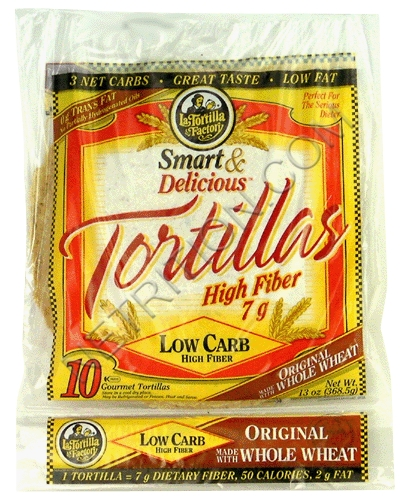 3 NET CARBS · GREAT TASTE · LOW FAT
0g TRANS FAT
No Partially Hydrogenated Oils
Perfect For
The Serious
Dieter
La Tortilla
Factory
Smart &
Delicious™
Tortillas
High Fiber
7 g
LOW CARB
HIGH FIBER
10
Gourmet Tortillas
Store in a cool dry place.
May be Refrigerated or Frozen. Heat and Serve.
ORIGINAL
MADE WITH WHOLE WHEAT
Net Wt.
13 oz (368.5g)
La Tortilla
Factory
LOW CARB
HIGH FIBER
ORIGINAL
MADE WITH WHOLE WHEAT
1 TORTILLA = 7 g DIETARY FIBER, 50 CALORIES, 2 g FAT